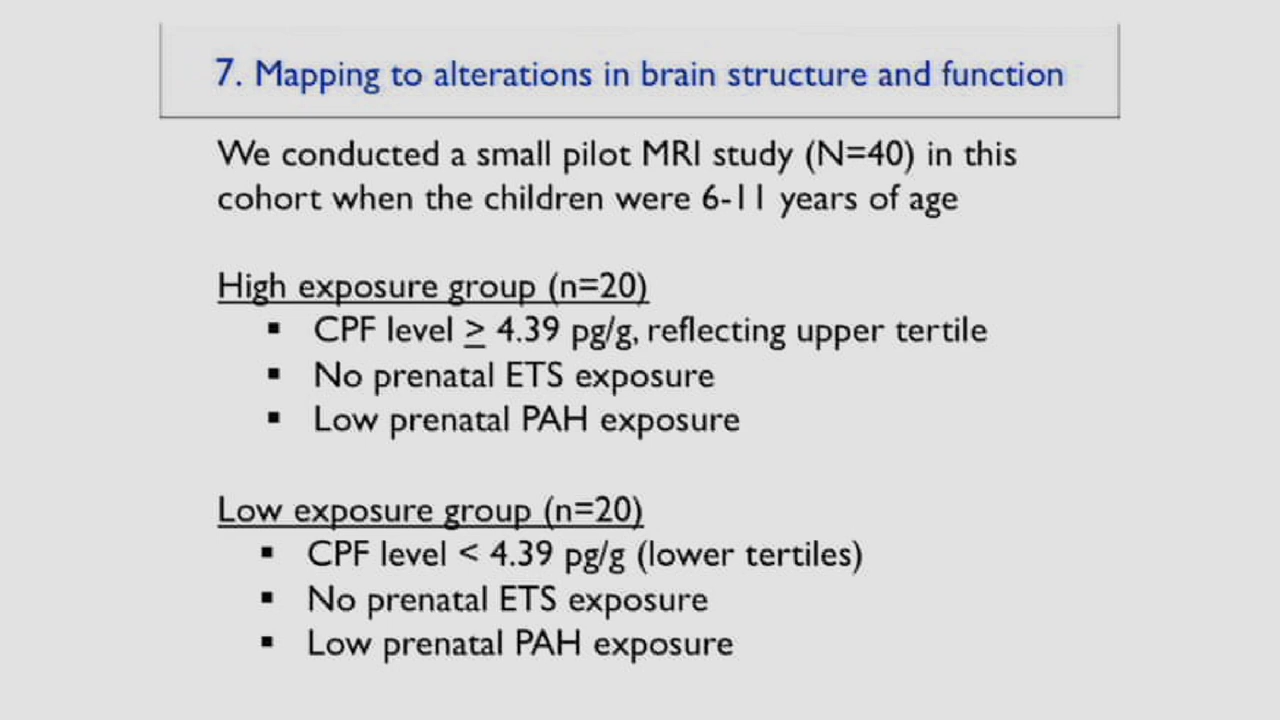 7. Mapping to alterations in brain structure and function
We conducted a small pilot MRI study (N=40) in this
cohort when the children were 6-11 years of age
High exposure group (n=20)
▪ CPF level ≥ 4.39 pg/g, reflecting upper tertile
▪ No prenatal ETS exposure
▪ Low prenatal PAH exposure
Low exposure group (n=20)
▪ CPF level < 4.39 pg/g (lower tertiles)
▪ No prenatal ETS exposure
▪ Low prenatal PAH exposure